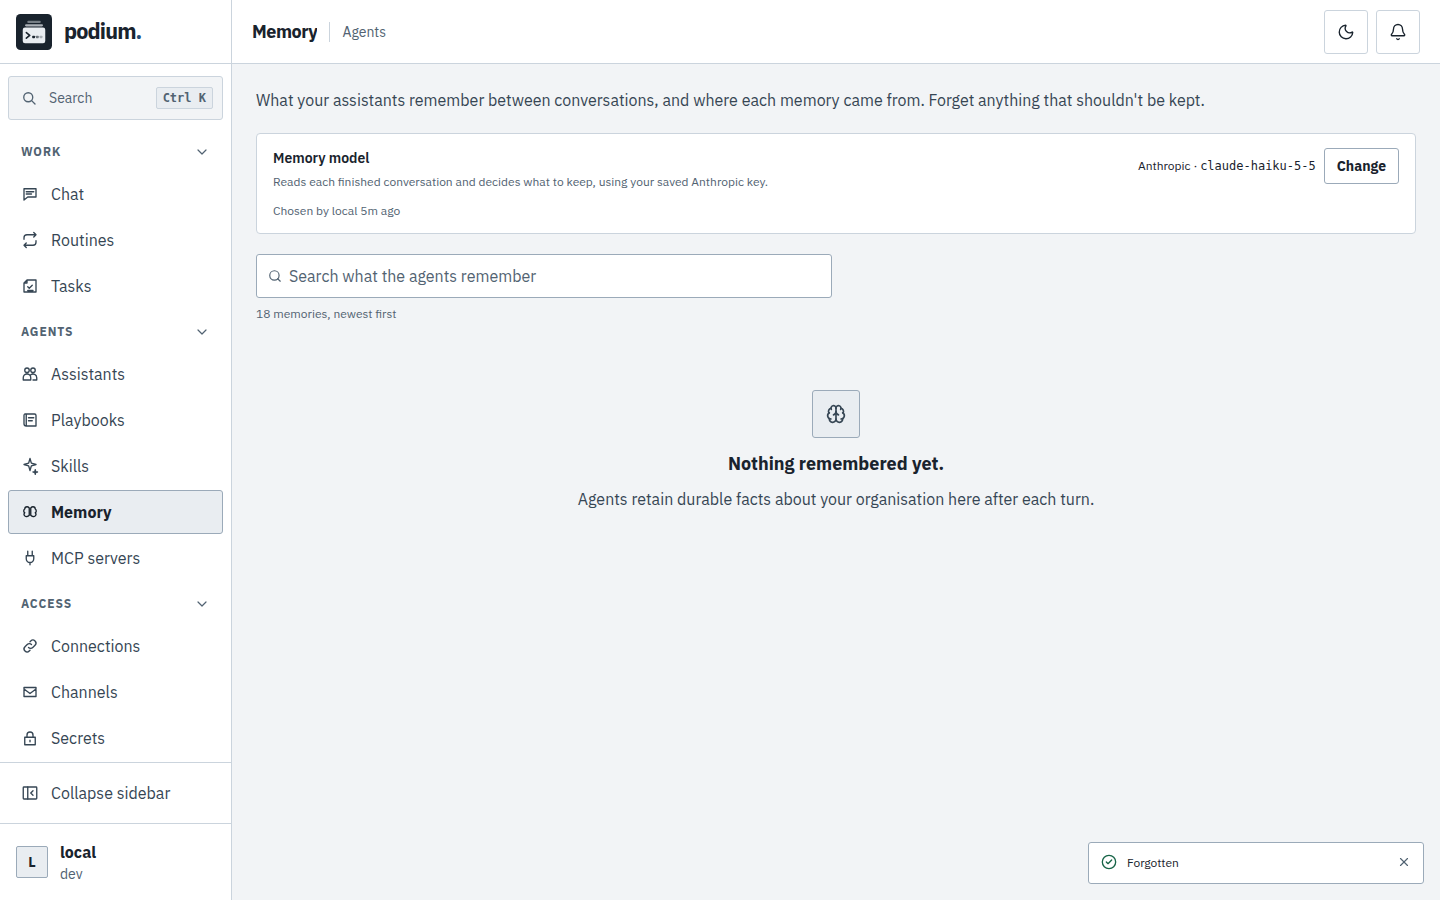 podium.
Memory
Agents
Search
Ctrl K
WORK
Chat
Routines
Tasks
AGENTS
Assistants
Playbooks
Skills
Memory
MCP servers
ACCESS
Connections
Channels
Secrets
Collapse sidebar
L
local
dev
What your assistants remember between conversations, and where each memory came from. Forget anything that shouldn't be kept.
Memory model
Reads each finished conversation and decides what to keep, using your saved Anthropic key.
Chosen by local 5m ago
Anthropic · claude-haiku-5-5
Change
Search what the agents remember
18 memories, newest first
Nothing remembered yet.
Agents retain durable facts about your organisation here after each turn.
Forgotten